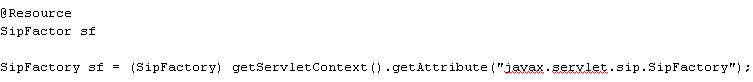 @Resource
SipFactor sf
SipFactory sf = (SipFactory) getServletContext().getAttribute("javax.servlet.sip.SipFactory");